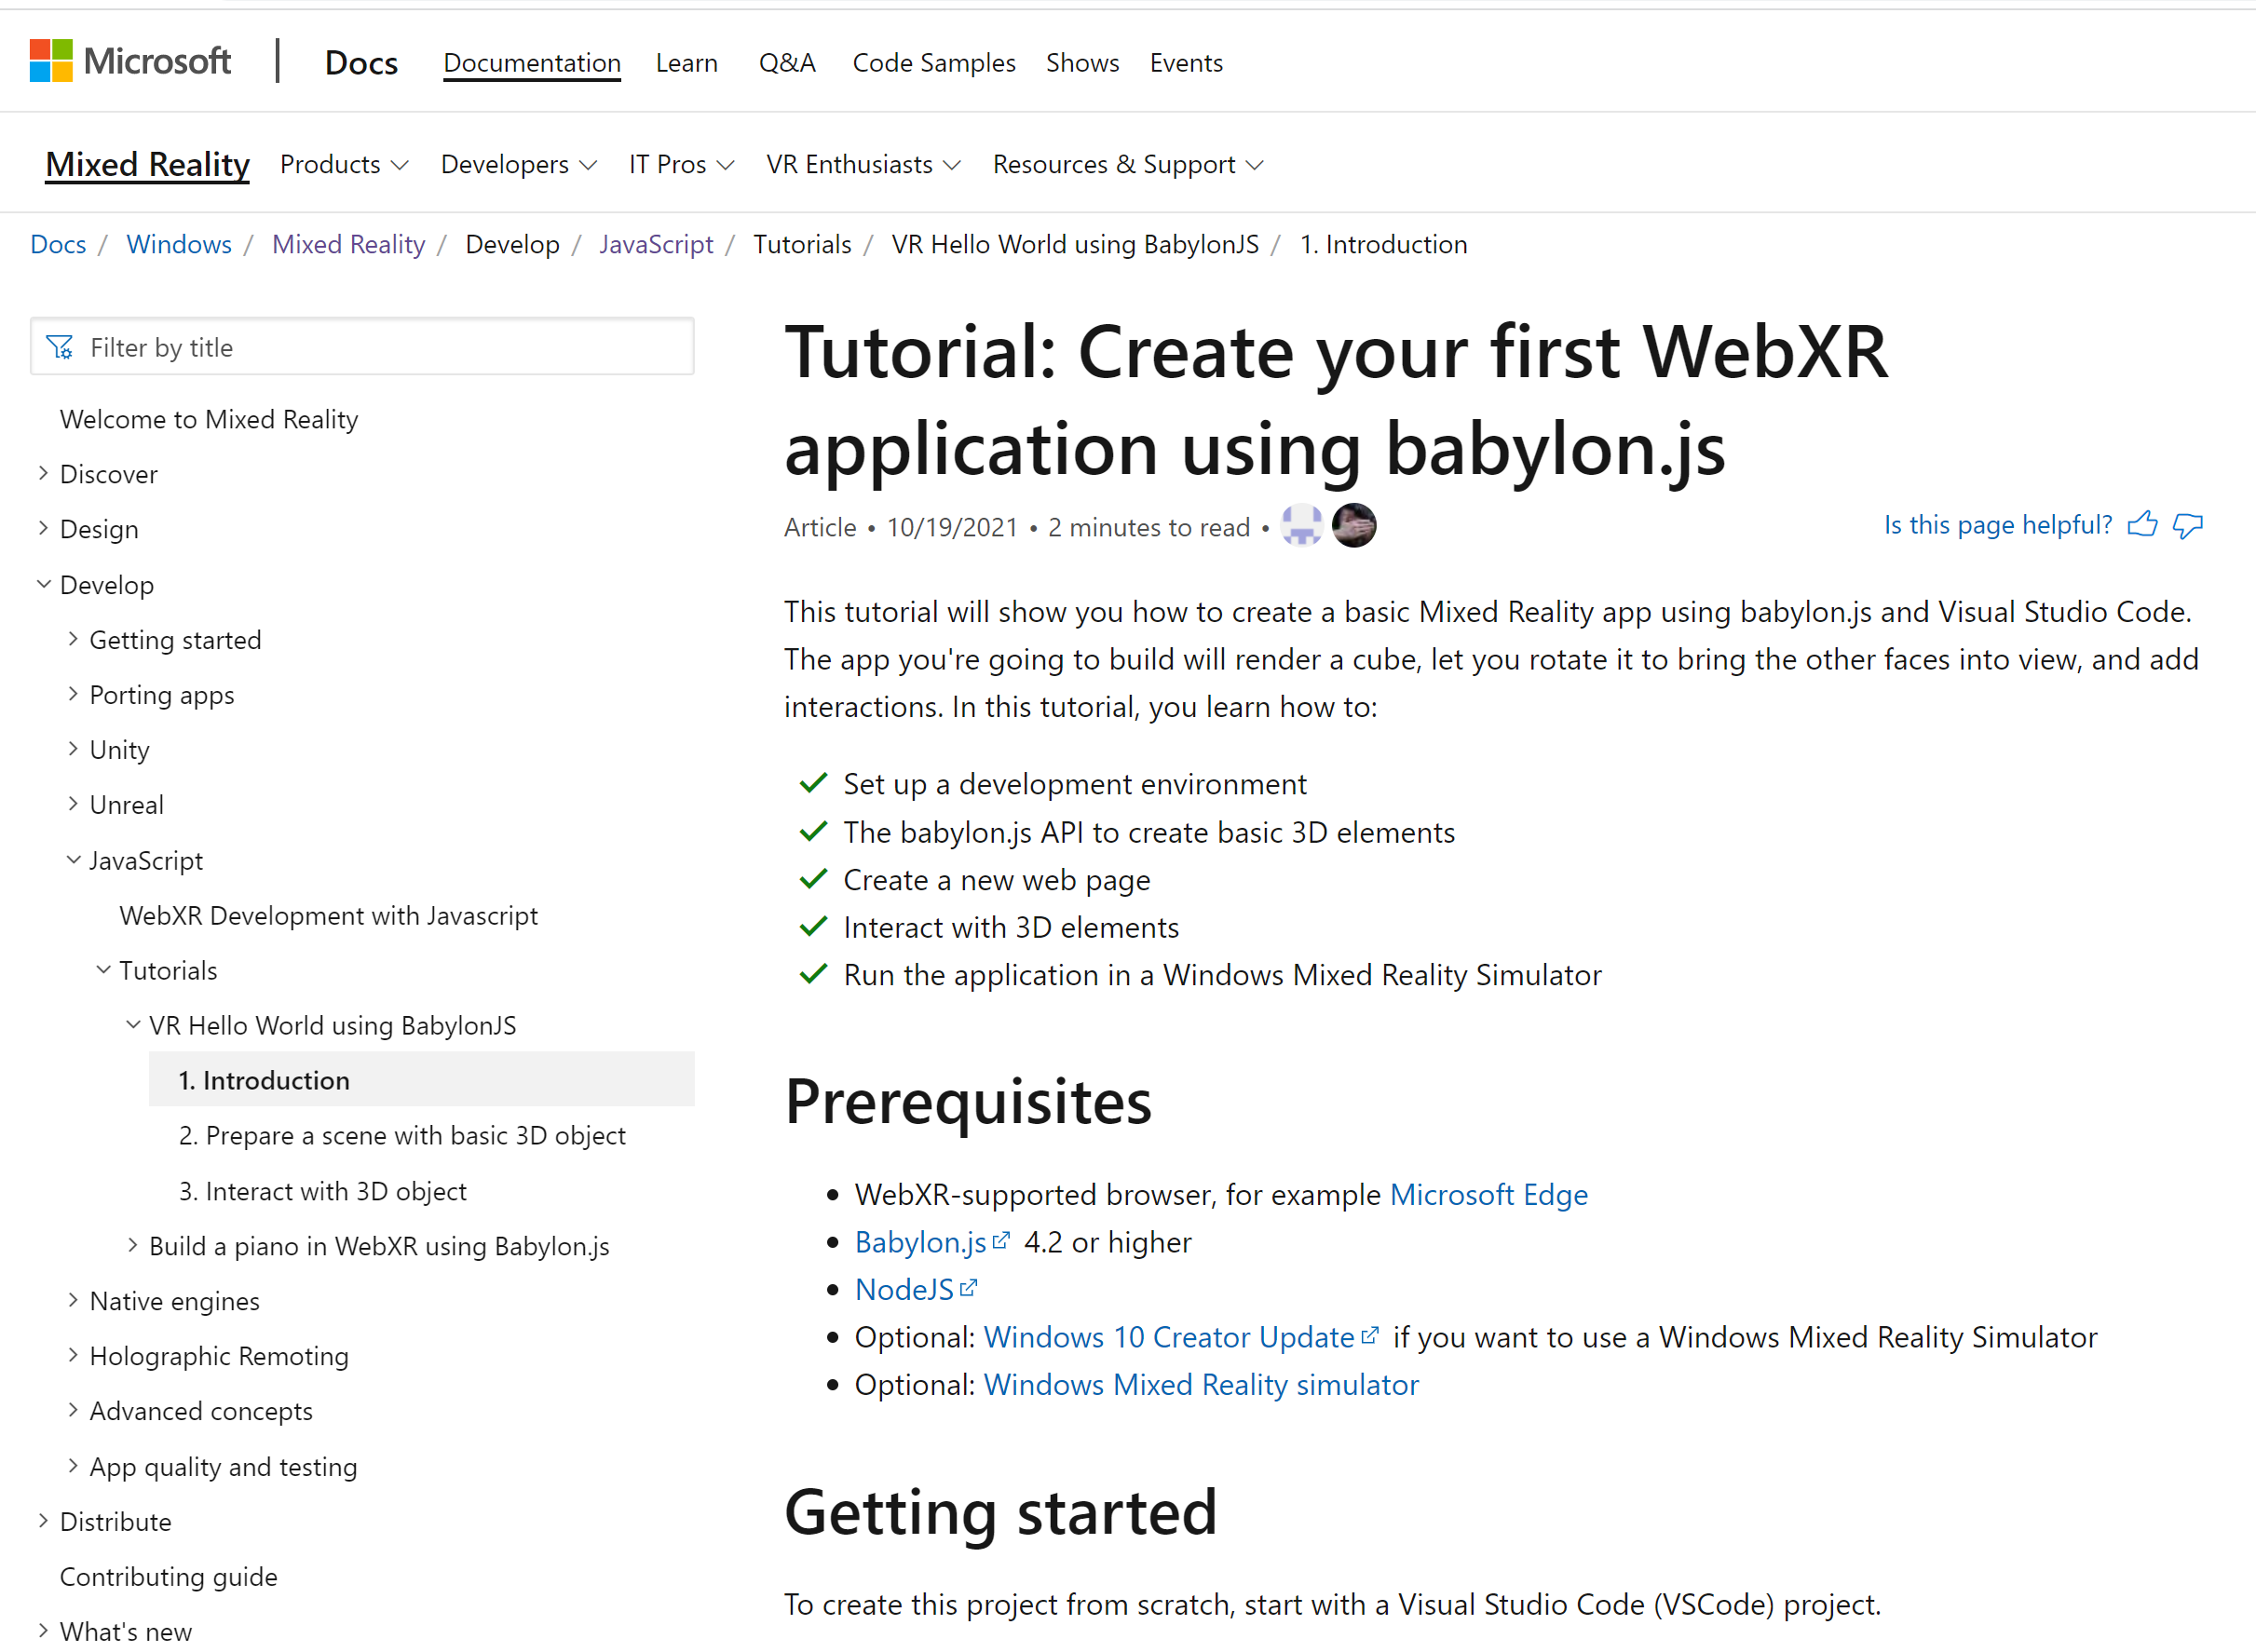 Microsoft | Docs Documentation Learn Q&A Code Samples Shows Events
Mixed Reality Products Developers IT Pros VR Enthusiasts Resources & Support
Docs / Windows / Mixed Reality / Develop / JavaScript / Tutorials / VR Hello World using BabylonJS / 1. Introduction
Filter by title
Welcome to Mixed Reality
Discover
Design
Develop
Getting started
Porting apps
Unity
Unreal
JavaScript
WebXR Development with Javascript
Tutorials
VR Hello World using BabylonJS
1. Introduction
2. Prepare a scene with basic 3D object
3. Interact with 3D object
Build a piano in WebXR using Babylon.js
Native engines
Holographic Remoting
Advanced concepts
App quality and testing
Distribute
Contributing guide
What's new
Tutorial: Create your first WebXR
application using babylon.js
Article • 10/19/2021 • 2 minutes to read •
Is this page helpful?
This tutorial will show you how to create a basic Mixed Reality app using babylon.js and Visual Studio Code.
The app you're going to build will render a cube, let you rotate it to bring the other faces into view, and add
interactions. In this tutorial, you learn how to:
Set up a development environment
The babylon.js API to create basic 3D elements
Create a new web page
Interact with 3D elements
Run the application in a Windows Mixed Reality Simulator
Prerequisites
• WebXR-supported browser, for example Microsoft Edge
• Babylon.js 4.2 or higher
• NodeJS
• Optional: Windows 10 Creator Update if you want to use a Windows Mixed Reality Simulator
• Optional: Windows Mixed Reality simulator
Getting started
To create this project from scratch, start with a Visual Studio Code (VSCode) project.